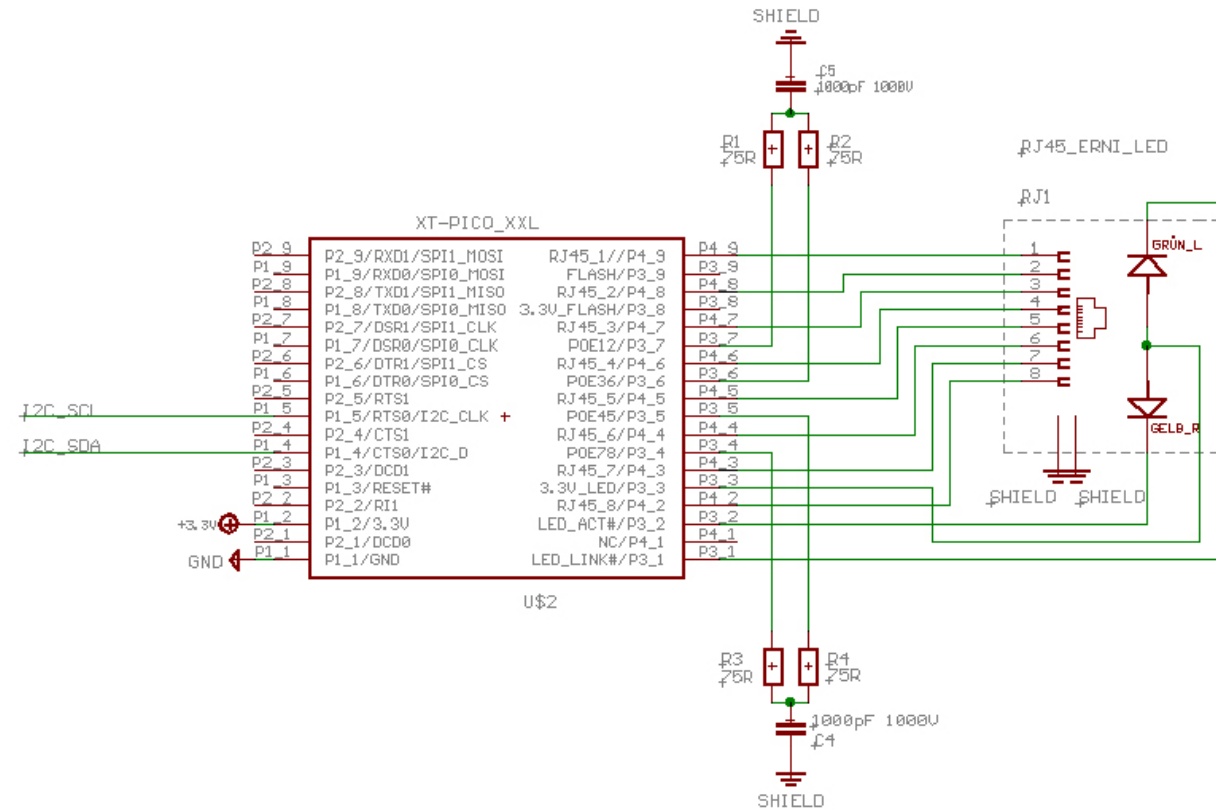 SHIELD
C5
1000pF 1000V
R1
75R
R2
75R
RJ45_ERNI_LED
RJ1
XT-PICO_XXL
GRÜN_L
GELB_R
1
2
3
4
5
6
7
8
P2_9 P2_9/RXD1/SPI1_MOSI RJ45_1//P4_9 P4_9
P1_9 P1_9/RXD0/SPI0_MOSI FLASH/P3_9 P3_9
P2_8 P2_8/TXD1/SPI1_MISO RJ45_2/P4_8 P4_8
P1_8 P1_8/TXD0/SPI0_MISO 3.3V_FLASH/P3_8 P3_8
P2_7 P2_7/DSR1/SPI1_CLK RJ45_3/P4_7 P4_7
P1_7 P1_7/DSR0/SPI0_CLK POE12/P3_7 P3_7
P2_6 P2_6/DTR1/SPI1_CS RJ45_4/P4_6 P4_6
P1_6 P1_6/DTR0/SPI0_CS POE36/P3_6 P3_6
P2_5 P2_5/RTS1 RJ45_5/P4_5 P4_5
I2C_SCL P1_5 P1_5/RTS0/I2C_CLK POE45/P3_5 P3_5
P2_4 P2_4/CTS1 RJ45_6/P4_4 P4_4
I2C_SDA P1_4 P1_4/CTS0/I2C_D POE78/P3_4 P3_4
P2_3 P2_3/DCD1 RJ45_7/P4_3 P4_3
P1_3 P1_3/RESET# 3.3V_LED/P3_3 P3_3
P2_2 P2_2/RI1 RJ45_8/P4_2 P4_2
+3.3V P1_2 P1_2/3.3V LED_ACT#/P3_2 P3_2
P2_1 P2_1/DCD0 NC/P4_1 P4_1
GND P1_1 P1_1/GND LED_LINK#/P3_1 P3_1
SHIELD SHIELD
U$2
R3
75R
R4
75R
1000pF 1000V
C4
SHIELD